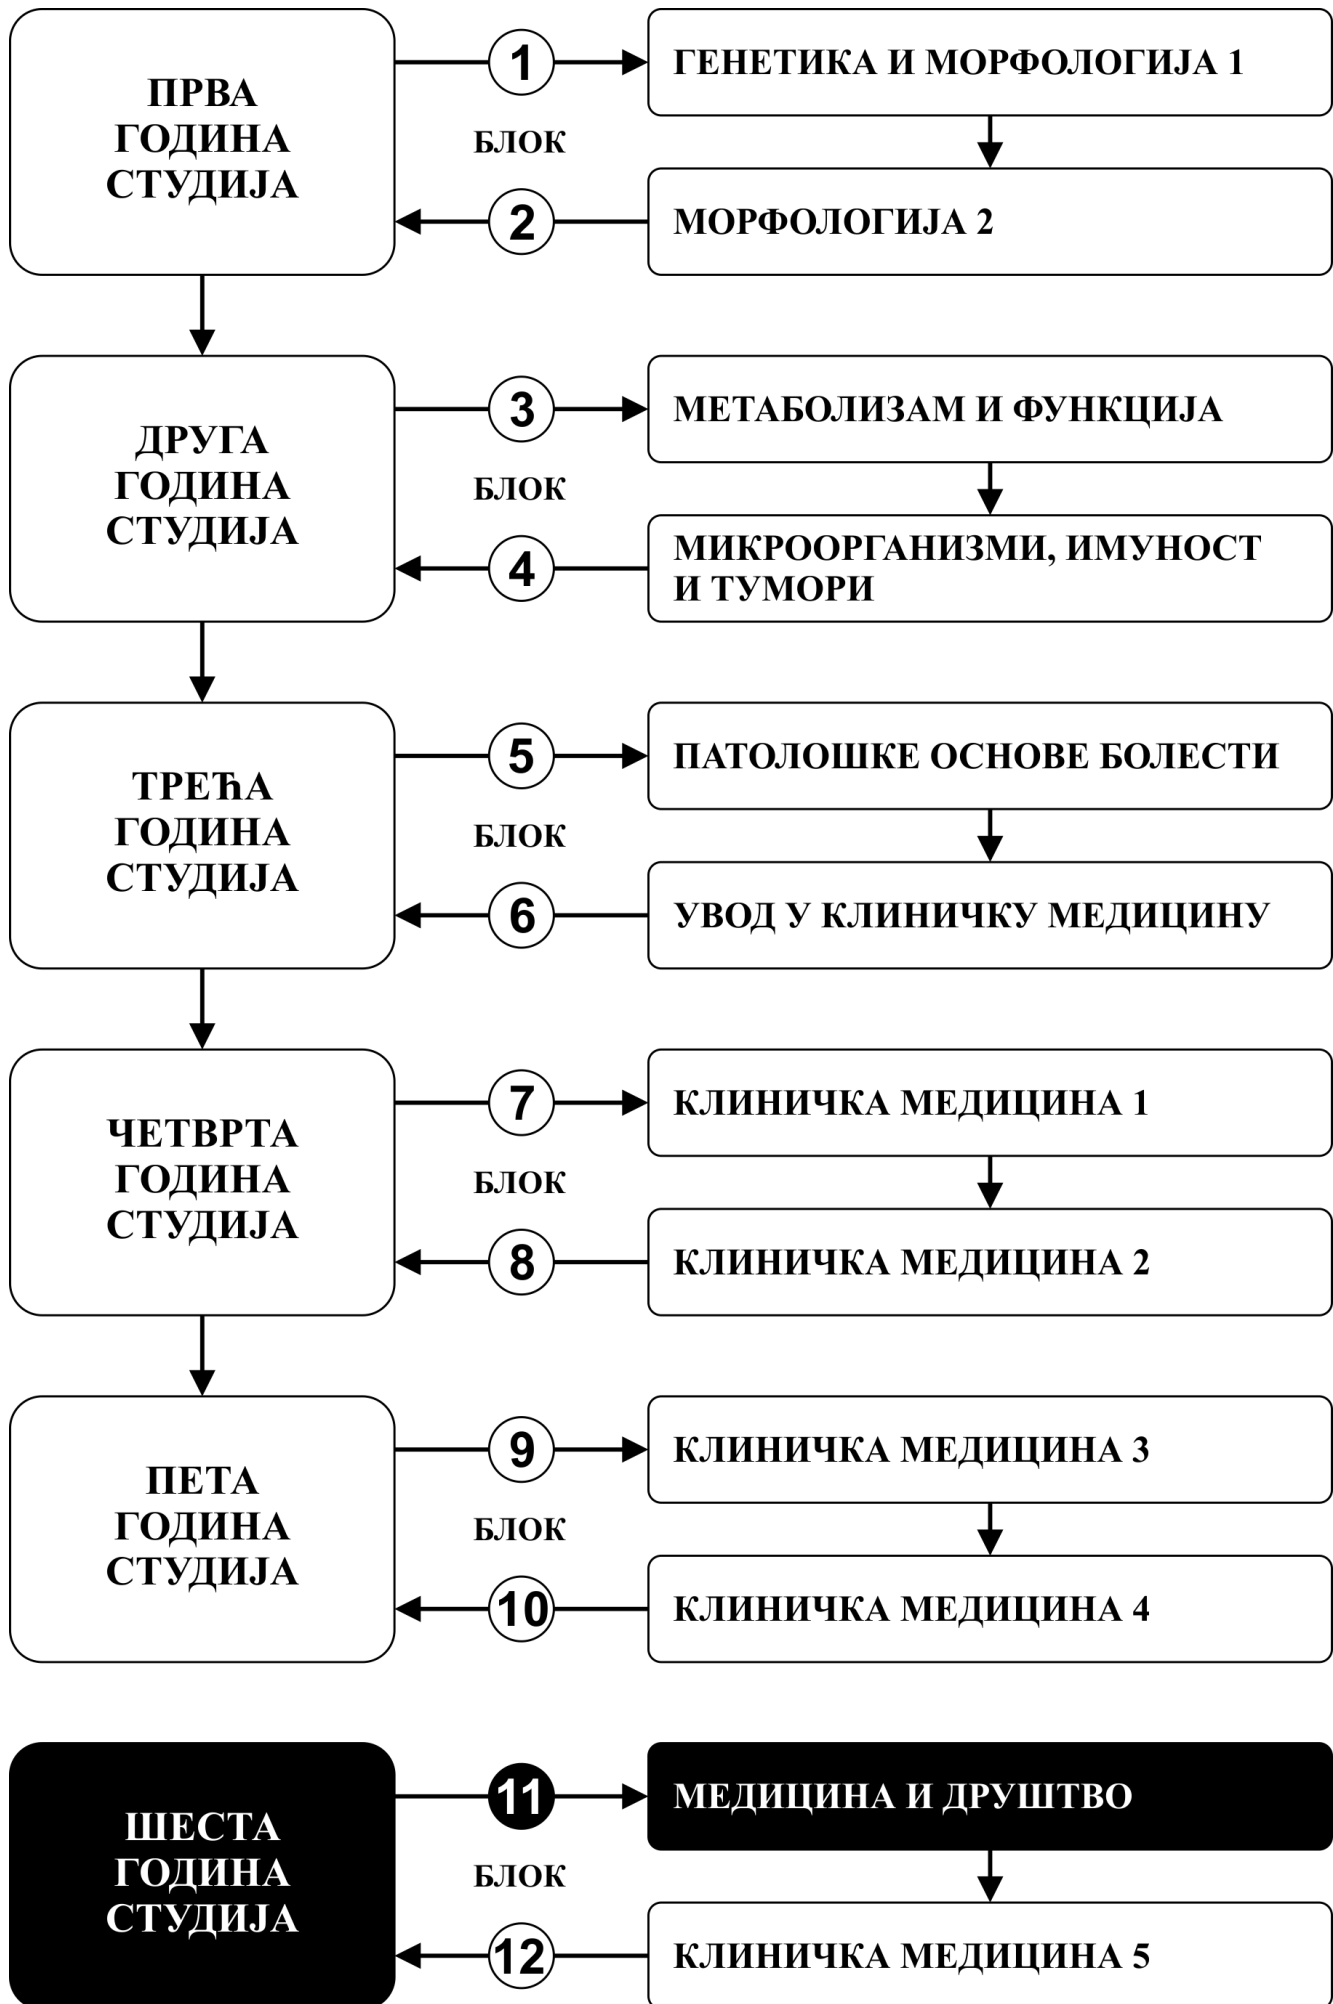 ПРВА
ГОДИНА
СТУДИЈА
1
ГЕНЕТИКА И МОРФОЛОГИЈА 1
БЛОК
2
МОРФОЛОГИЈА 2
ДРУГА
ГОДИНА
СТУДИЈА
3
МЕТАБОЛИЗАМ И ФУНКЦИЈА
БЛОК
4
МИКРООРГАНИЗМИ, ИМУНОСТ
И ТУМОРИ
ТРЕЋА
ГОДИНА
СТУДИЈА
5
ПАТОЛОШКЕ ОСНОВЕ БОЛЕСТИ
БЛОК
6
УВОД У КЛИНИЧКУ МЕДИЦИНУ
ЧЕТВРТА
ГОДИНА
СТУДИЈА
7
КЛИНИЧКА МЕДИЦИНА 1
БЛОК
8
КЛИНИЧКА МЕДИЦИНА 2
ПЕТА
ГОДИНА
СТУДИЈА
9
КЛИНИЧКА МЕДИЦИНА 3
БЛОК
10
КЛИНИЧКА МЕДИЦИНА 4
ШЕСТА
ГОДИНА
СТУДИЈА
11
МЕДИЦИНА И ДРУШТВО
БЛОК
12
КЛИНИЧКА МЕДИЦИНА 5